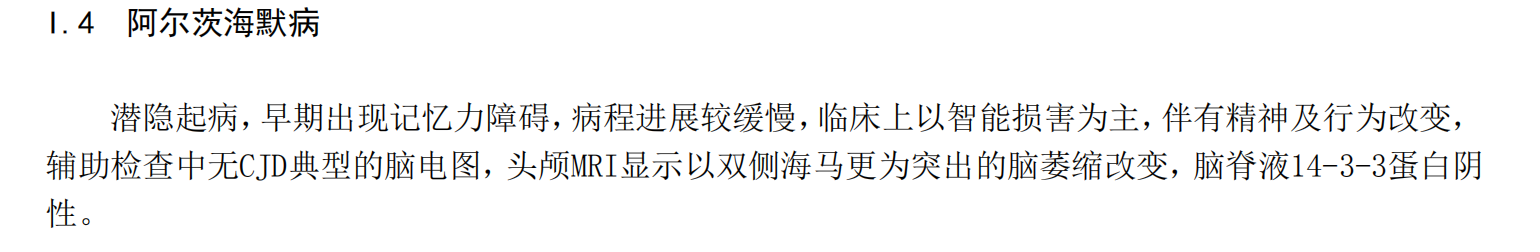 I.4 阿尔茨海默病
潜隐起病，早期出现记忆力障碍，病程进展较缓慢，临床上以智能损害为主，伴有精神及行为改变，
辅助检查中无CJD典型的脑电图，头颅MRI显示以双侧海马更为突出的脑萎缩改变，脑脊液14-3-3蛋白阴
性。